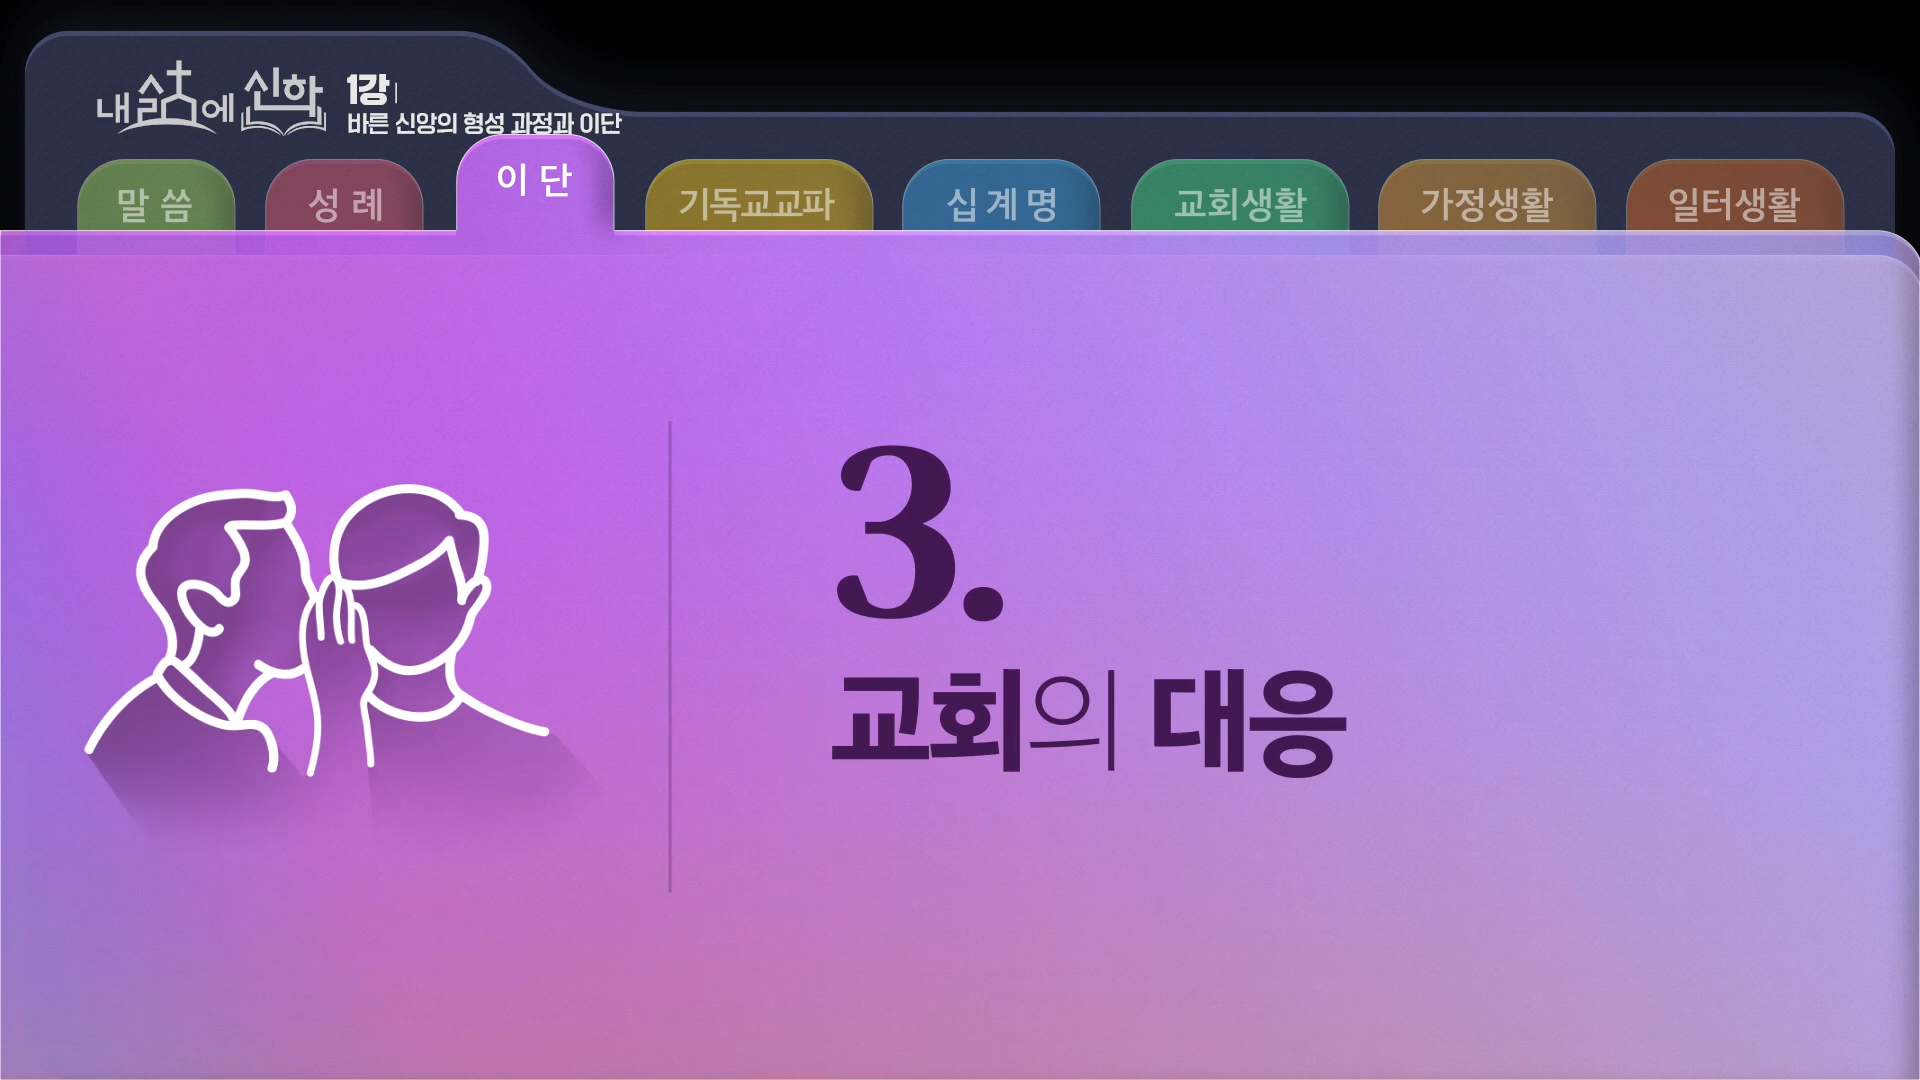 내 삶에 신학 1강
바른 신앙의 형성 과정과 이단
말 씀
성 례
이 단
기독교교파
십 계 명
교회생활
가정생활
일터생활
3.
교회의 대응